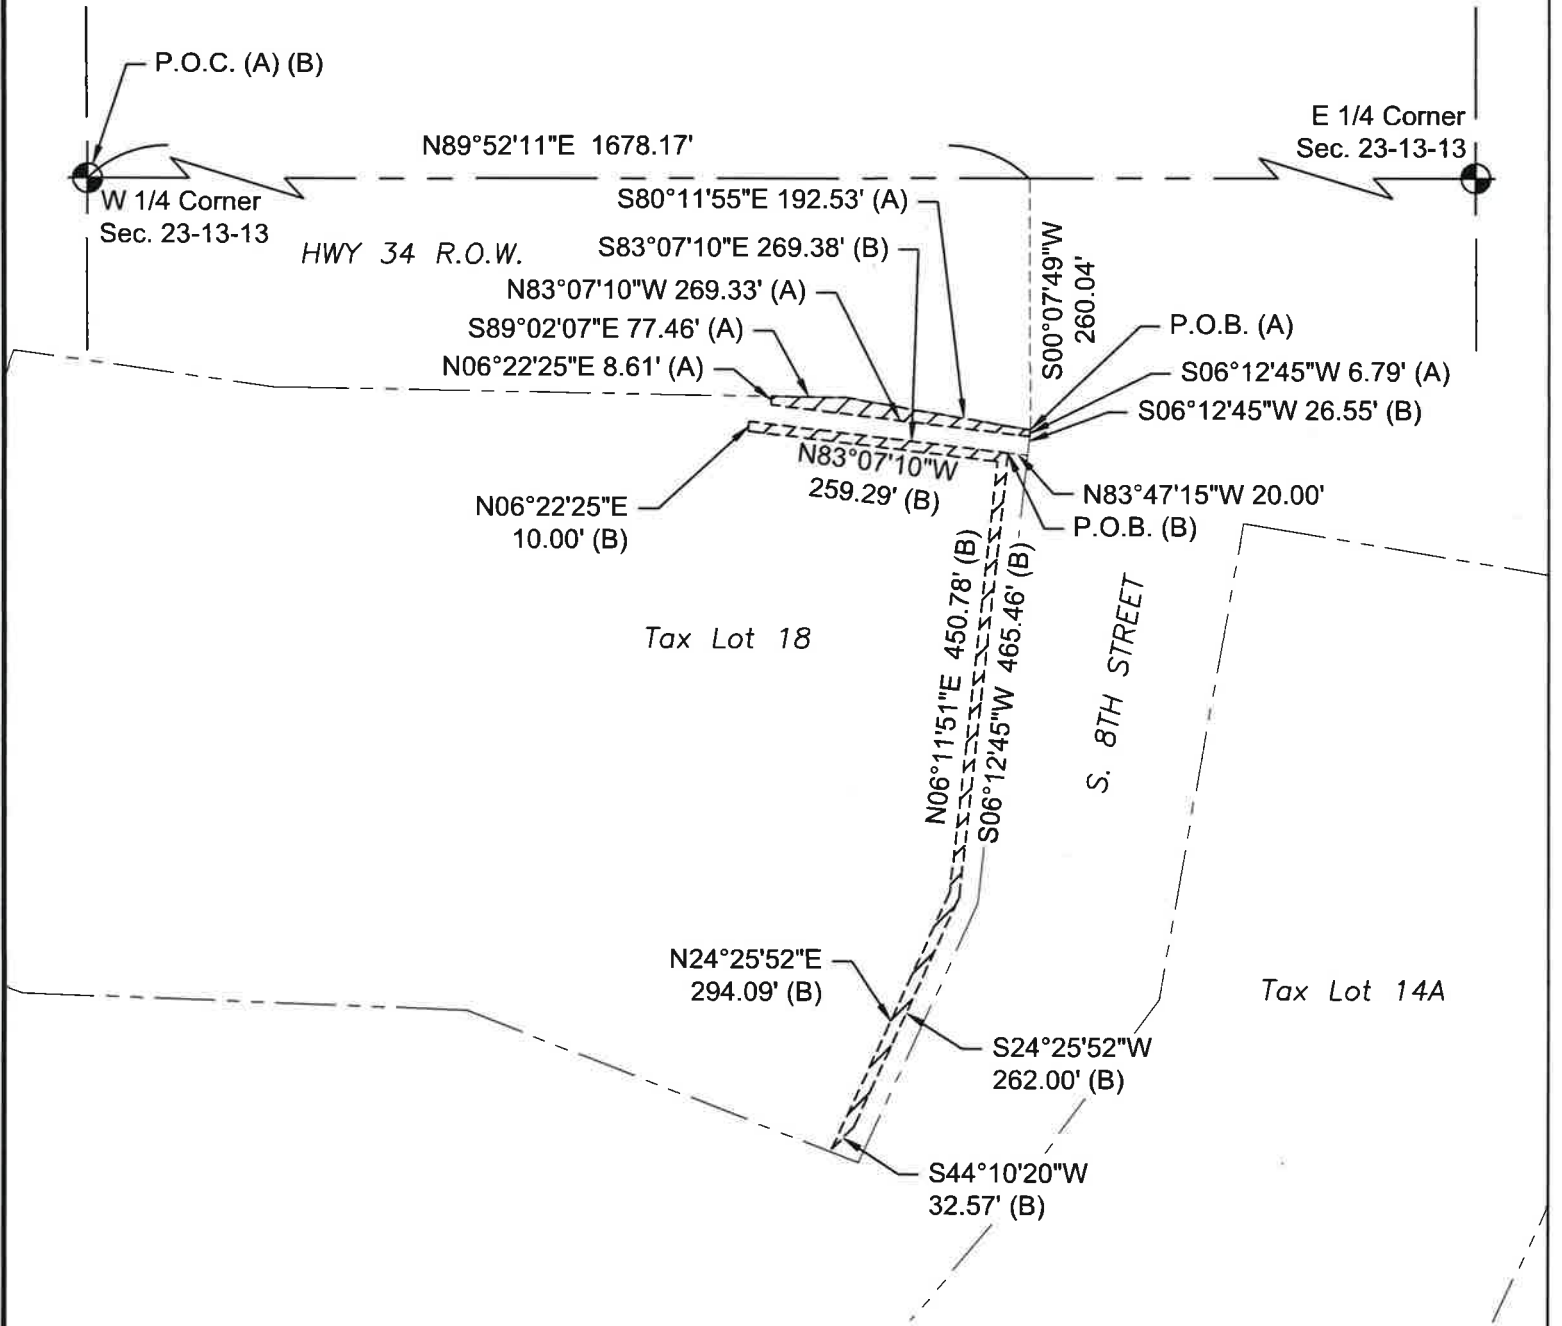 P.O.C. (A) (B)
E 1/4 Corner
Sec. 23-13-13
N89°52'11"E 1678.17'
W 1/4 Corner
Sec. 23-13-13
HWY 34 R.O.W.
S80°11'55"E 192.53' (A)
S83°07'10"E 269.38' (B)
N83°07'10"W 269.33' (A)
S89°02'07"E 77.46' (A)
N06°22'25"E 8.61' (A)
S00°07'49"W
260.04'
P.O.B. (A)
S06°12'45"W 6.79' (A)
S06°12'45"W 26.55' (B)
N83°07'10"W
259.29' (B)
N06°22'25"E
10.00' (B)
N83°47'15"W 20.00'
P.O.B. (B)
Tax Lot 18
N06°11'51"E 450.78' (B)
S06°12'45"W 465.46' (B)
S. 8TH STREET
N24°25'52"E
294.09' (B)
Tax Lot 14A
S24°25'52"W
262.00' (B)
S44°10'20"W
32.57' (B)